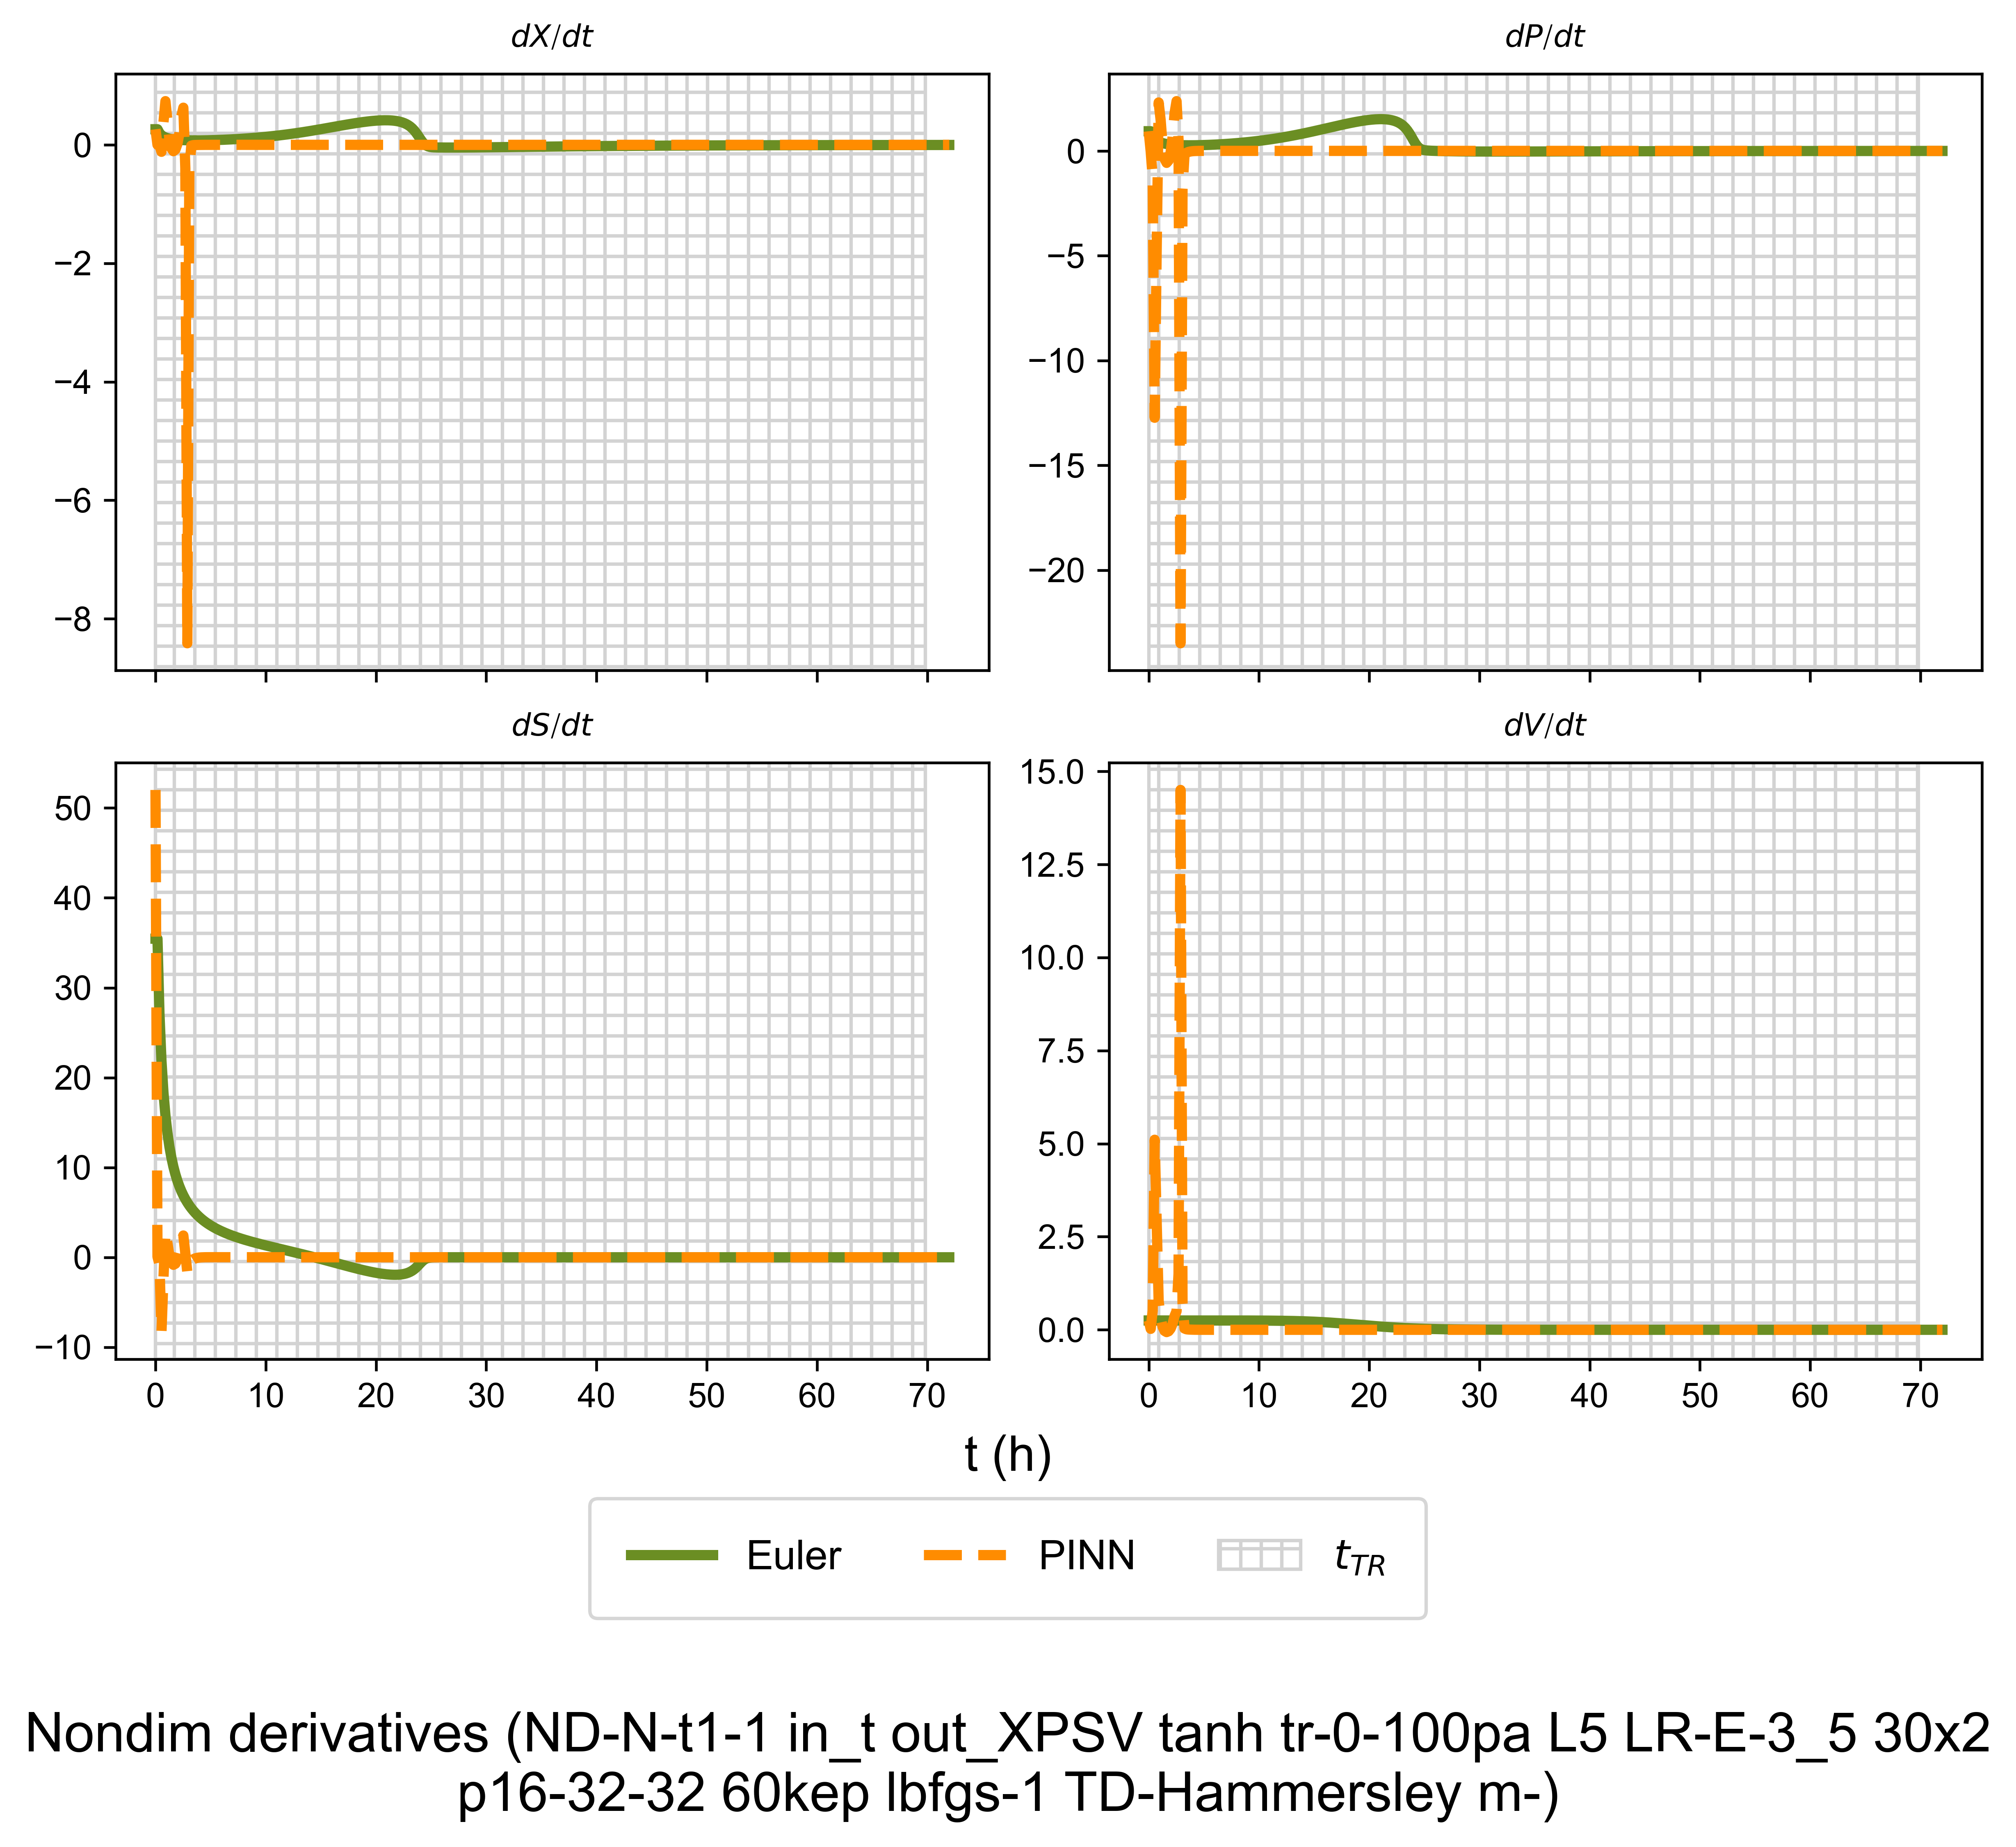 dX/dt
dP/dt
0
−2
−4
−6
−8
0
−5
−10
−15
−20
dS/dt
dV/dt
50
40
30
20
10
0
−10
15.0
12.5
10.0
7.5
5.0
2.5
0.0
0 10 20 30 40 50 60 70
0 10 20 30 40 50 60 70
t (h)
Euler PINN t_TR
Nondim derivatives (ND-N-t1-1 in_t out_XPSV tanh tr-0-100pa L5 LR-E-3_5 30x2
p16-32-32 60kep lbfgs-1 TD-Hammersley m-)